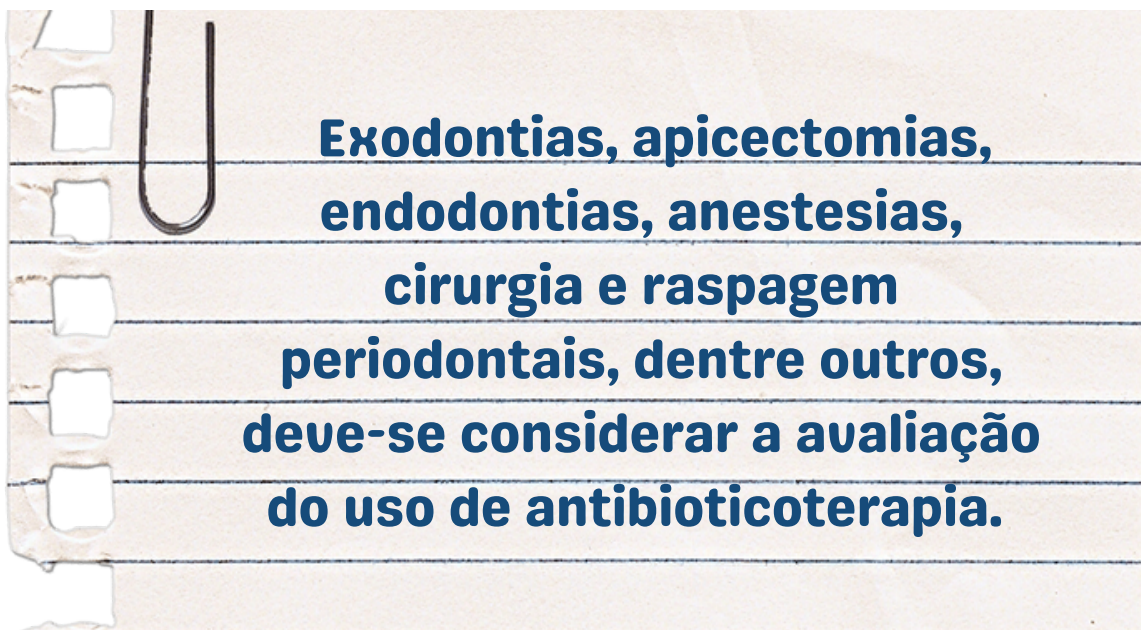 Exodontias, apicectomias,
endodontias, anestesias,
cirurgia e raspagem
periodontais, dentre outros,
deve-se considerar a avaliação
do uso de antibioticoterapia.